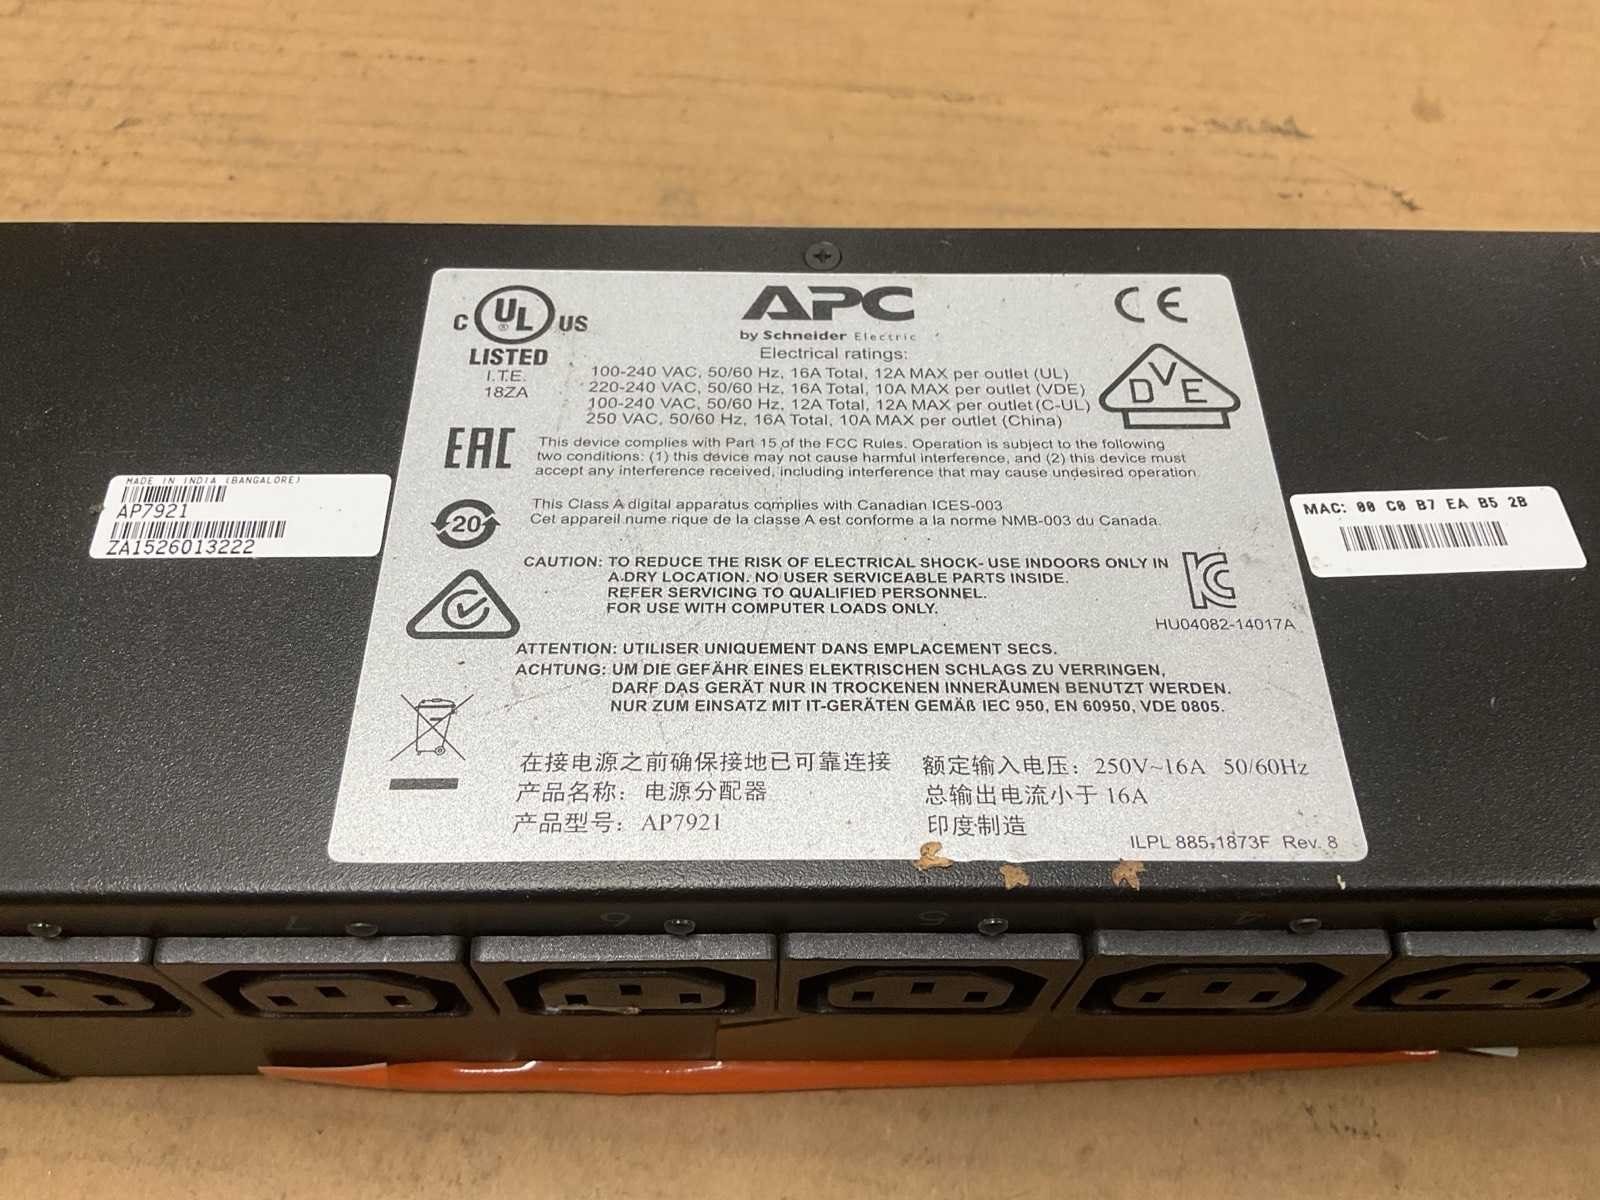 C UL ® US
LISTED
I.T.E.
18ZA
APC
by Schneider Electric
CE
Electrical ratings:
100-240 VAC, 50/60 Hz, 16A Total, 12A MAX per outlet (UL)
220-240 VAC, 50/60 Hz, 16A Total, 10A MAX per outlet (VDE)
100-240 VAC, 50/60 Hz, 12A Total, 12A MAX per outlet (C-UL)
250 VAC, 50/60 Hz, 16A Total, 10A MAX per outlet (China)
DVE
EAC
This device complies with Part 15 of the FCC Rules. Operation is subject to the following
two conditions: (1) this device may not cause harmful interference, and (2) this device must
accept any interference received, including interference that may cause undesired operation.
MADE IN INDIA (BANGALORE)
AP7921
ZA1526013222
20
This Class A digital apparatus complies with Canadian ICES-003
Cet appareil nume rique de la classe A est conforme a la norme NMB-003 du Canada.
MAC: 00 C0 B7 EA B5 2B
CAUTION: TO REDUCE THE RISK OF ELECTRICAL SHOCK- USE INDOORS ONLY IN
A DRY LOCATION. NO USER SERVICEABLE PARTS INSIDE.
REFER SERVICING TO QUALIFIED PERSONNEL.
FOR USE WITH COMPUTER LOADS ONLY.
HU04082-14017A
ATTENTION: UTILISER UNIQUEMENT DANS EMPLACEMENT SECS.
ACHTUNG: UM DIE GEFÄHR EINES ELEKTRISCHEN SCHLAGS ZU VERRINGEN,
DARF DAS GERÄT NUR IN TROCKENEN INNERÄUMEN BENUTZT WERDEN.
NUR ZUM EINSATZ MIT IT-GERÄTEN GEMÄß IEC 950, EN 60950, VDE 0805.
在接电源之前确保接地已可靠连接
产品名称：电源分配器
产品型号：AP7921
额定输入电压：250V~16A 50/60Hz
总输出电流小于 16A
印度制造
ILPL 885-1873F Rev. 8
7 6 5 4 3